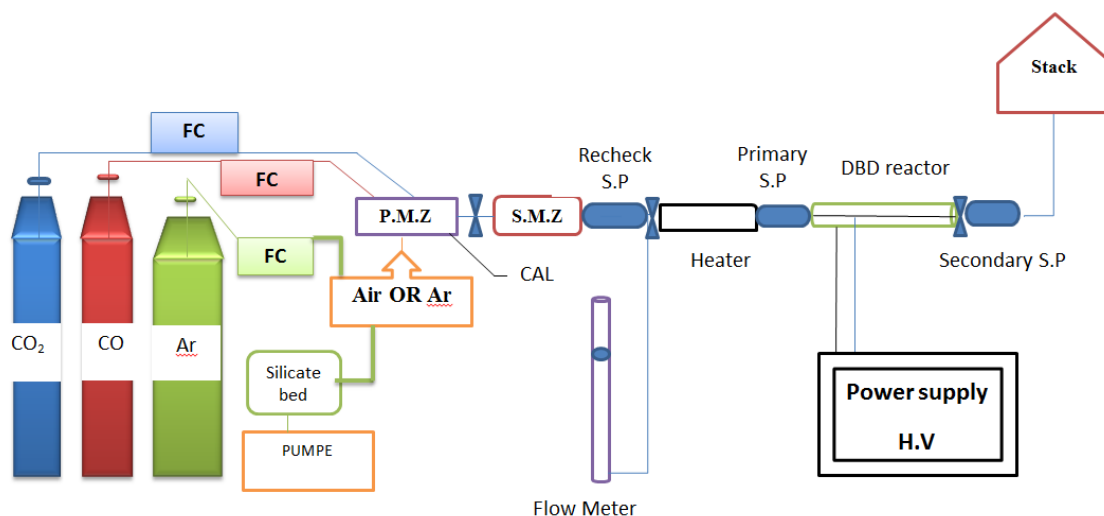 Stack
FC
FC
Recheck
S.P
Primary
S.P
DBD reactor
P.M.Z
S.M.Z
FC
CAL
Heater
Secondary S.P
Air OR Ar
CO₂
CO
Ar
Silicate
bed
Power supply
H.V
PUMPE
Flow Meter